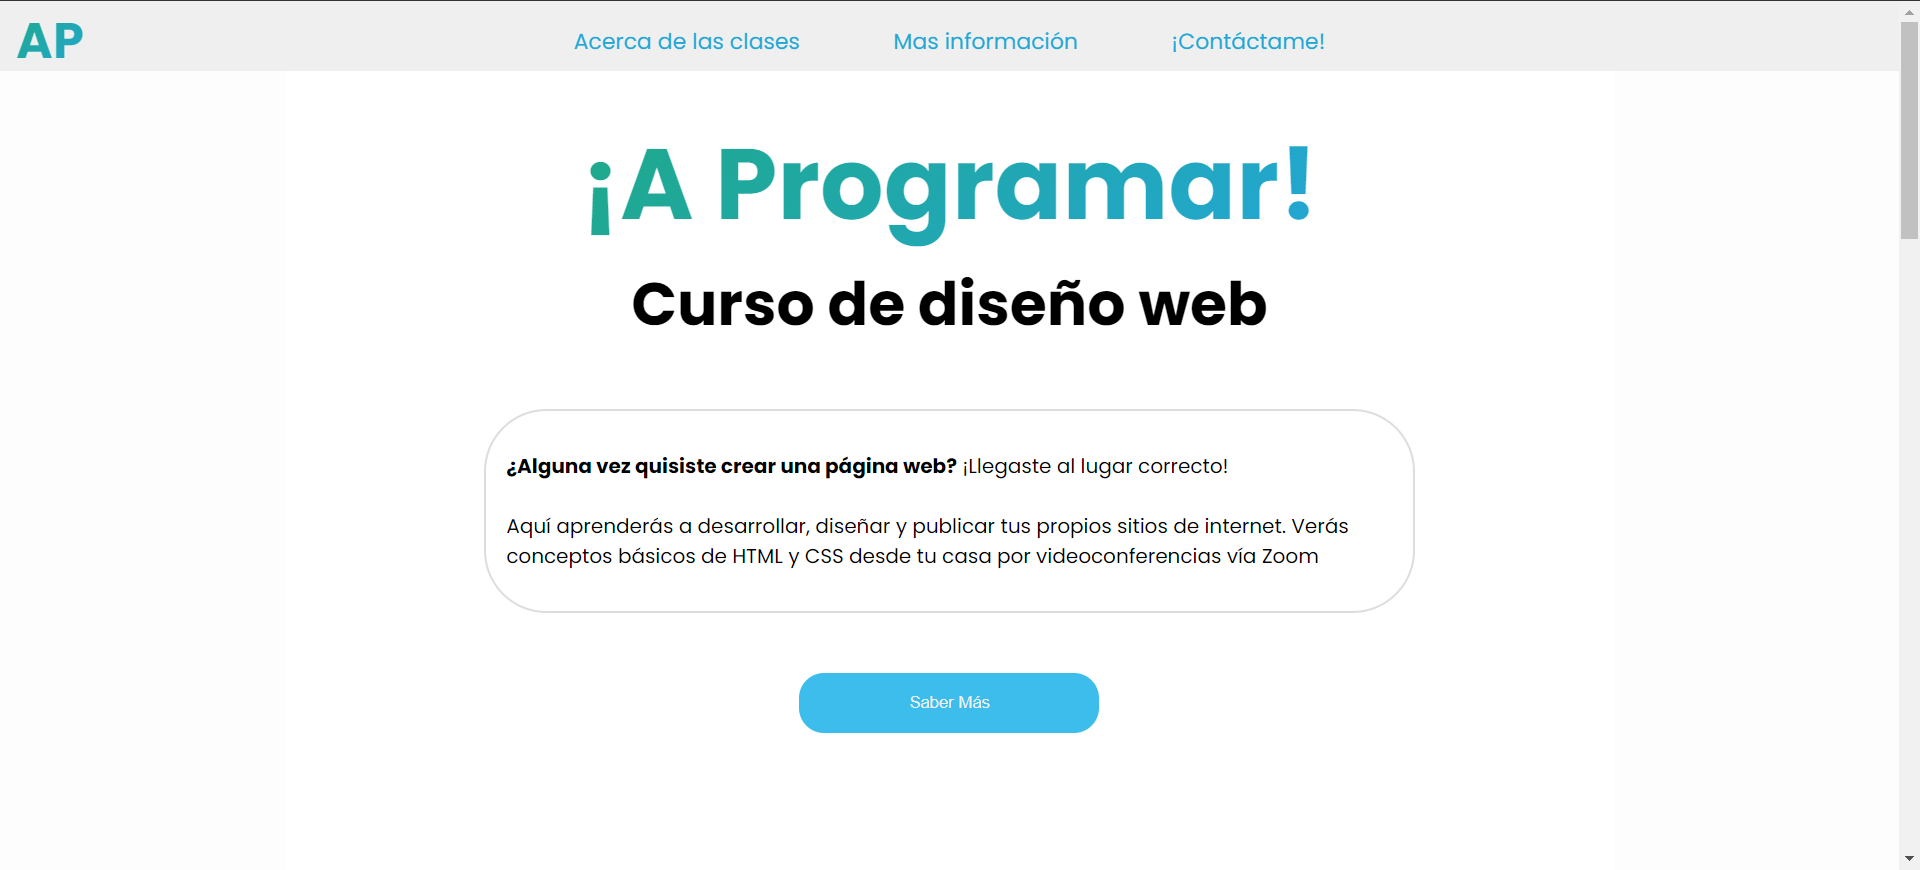 AP
Acerca de las clases
Mas información
¡Contáctame!
¡A Programar!
Curso de diseño web
¿Alguna vez quisiste crear una página web? ¡Llegaste al lugar correcto!
Aquí aprenderás a desarrollar, diseñar y publicar tus propios sitios de internet. Verás
conceptos básicos de HTML y CSS desde tu casa por videoconferencias vía Zoom
Saber Más